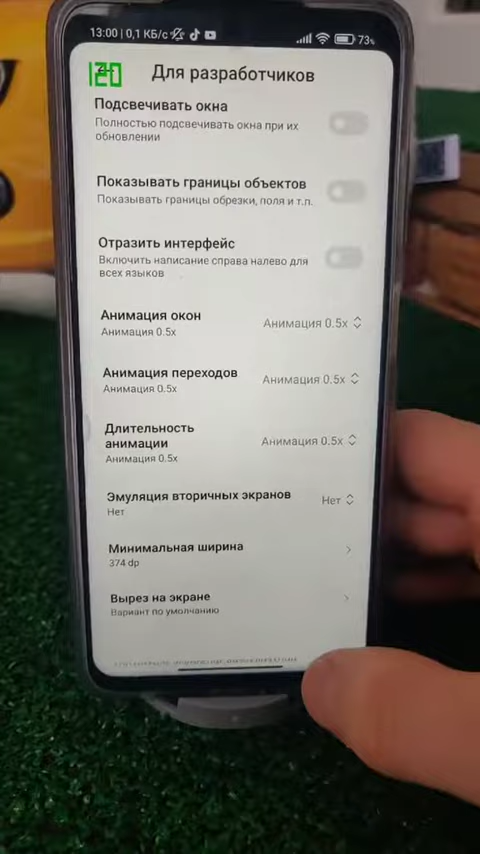 13:00 | 0,1 КБ/с
73%
120
Для разработчиков
Подсвечивать окна
Полностью подсвечивать окна при их
обновлении
Показывать границы объектов
Показывать границы обрезки, поля и т.п.
Отразить интерфейс
Включить написание справа налево для
всех языков
Анимация окон
Анимация 0.5x
Анимация 0.5x
Анимация переходов
Анимация 0.5x
Анимация 0.5x
Длительность
анимации
Анимация 0.5x
Анимация 0.5x
Эмуляция вторичных экранов
Нет
Нет
Минимальная ширина
374 dp
Вырез на экране
Вариант по умолчанию